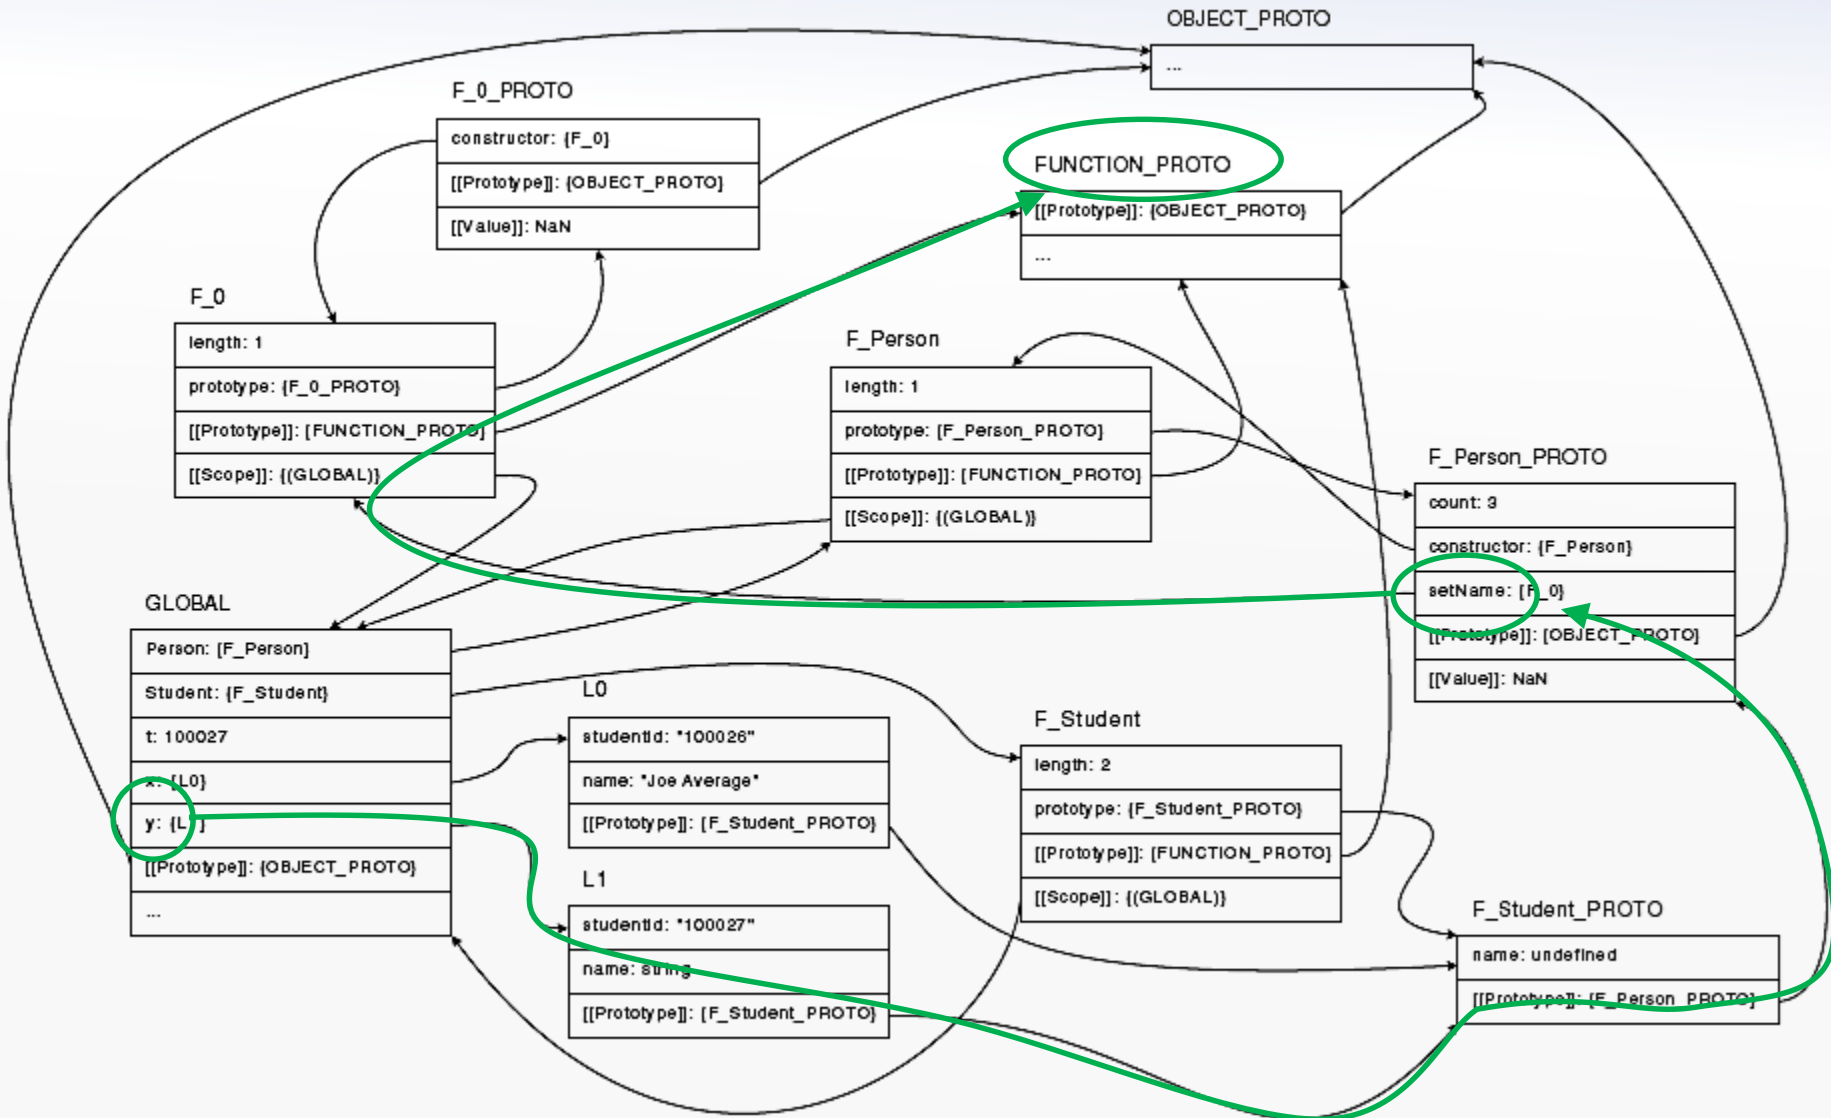 OBJECT_PROTO
...
F_0_PROTO
constructor: {F_0}
[[Prototype]]: {OBJECT_PROTO}
[[Value]]: NaN
FUNCTION_PROTO
[[Prototype]]: {OBJECT_PROTO}
...
F_0
length: 1
prototype: {F_0_PROTO}
[[Prototype]]: {FUNCTION_PROTO}
[[Scope]]: {(GLOBAL)}
F_Person
length: 1
prototype: {F_Person_PROTO}
[[Prototype]]: {FUNCTION_PROTO}
[[Scope]]: {(GLOBAL)}
F_Person_PROTO
count: 3
constructor: {F_Person}
setName: {F_0}
[[Prototype]]: {OBJECT_PROTO}
[[Value]]: NaN
GLOBAL
Person: {F_Person}
Student: {F_Student}
t: 100027
x: {L0}
y: {L }
[[Prototype]]: {OBJECT_PROTO}
...
L0
studentId: "100026"
name: "Joe Average"
[[Prototype]]: {F_Student_PROTO}
L1
studentId: "100027"
name: string
[[Prototype]]: {F_Student_PROTO}
F_Student
length: 2
prototype: {F_Student_PROTO}
[[Prototype]]: {FUNCTION_PROTO}
[[Scope]]: {(GLOBAL)}
F_Student_PROTO
name: undefined
[[Prototype]]: {F_Person_PROTO}